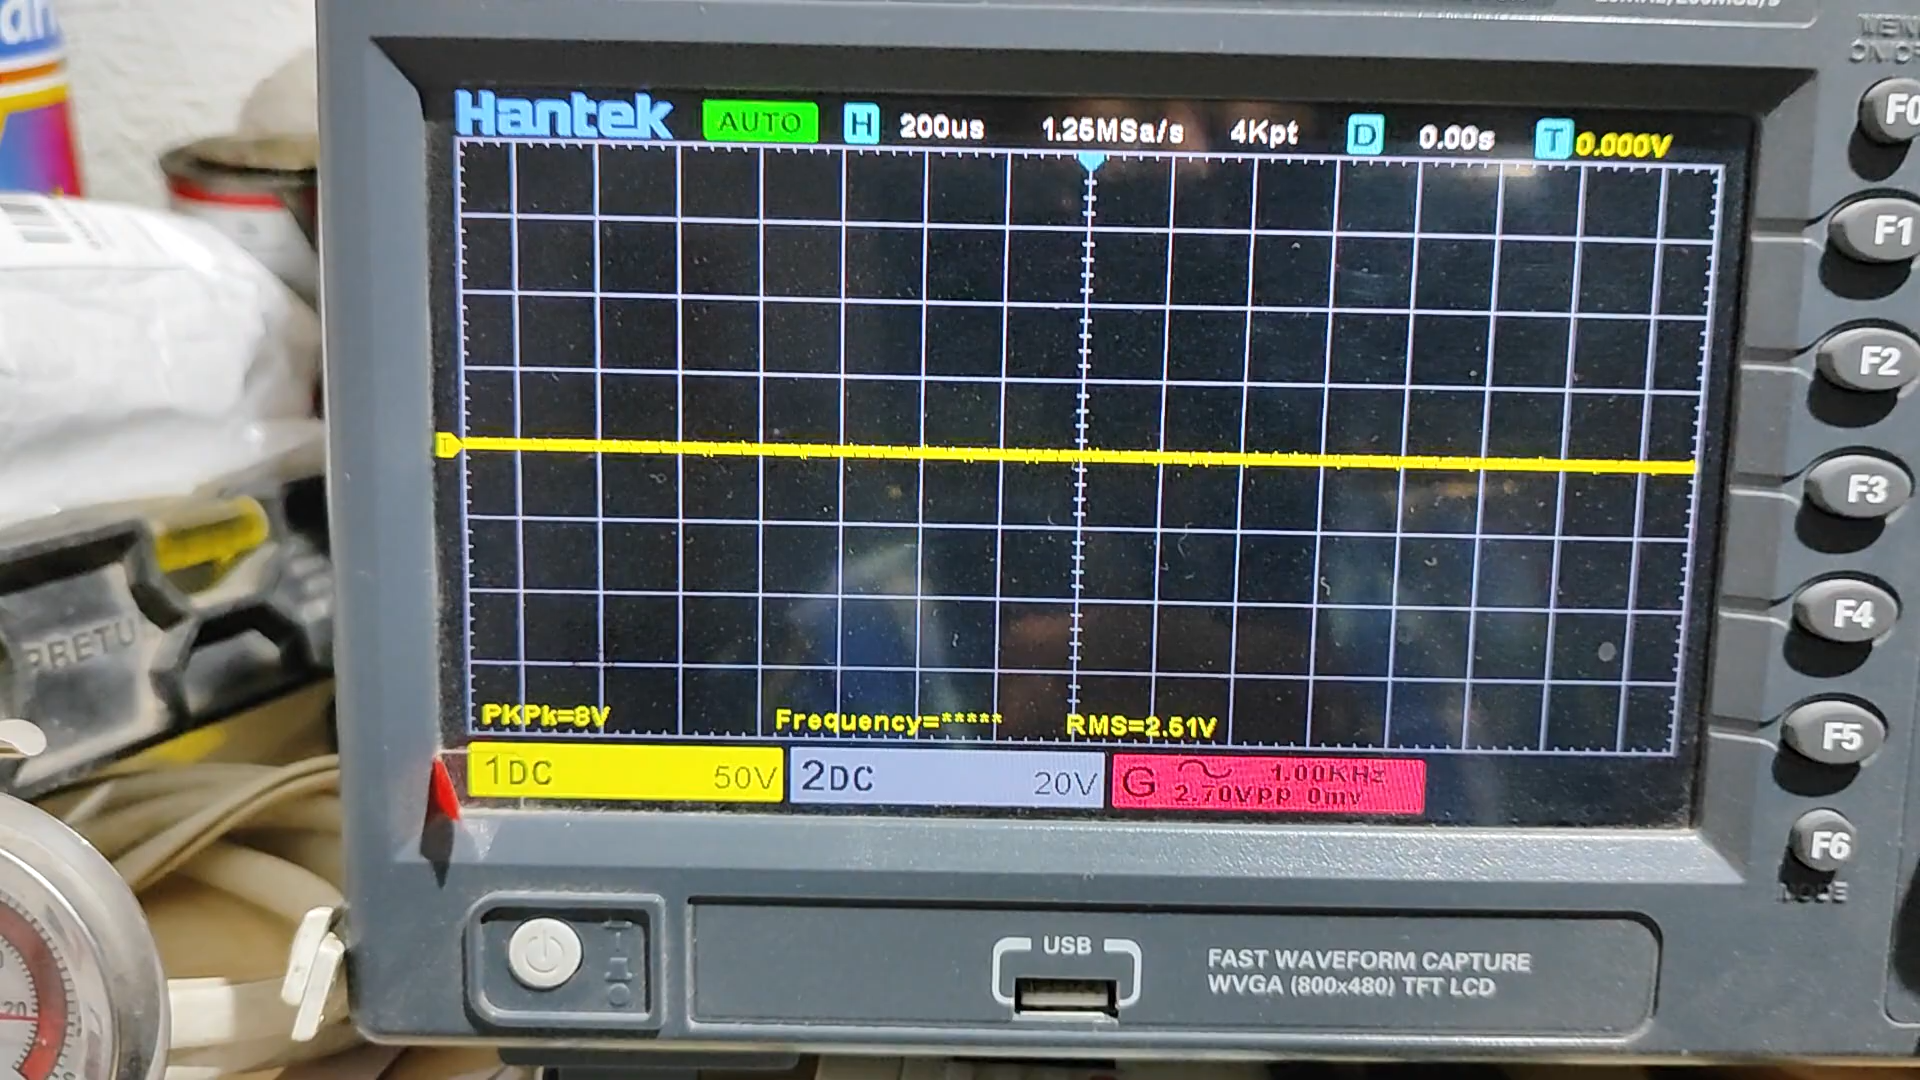 Hantek AUTO H 200us 1.25MSa/s 4Kpt D 0.00s T 0.000V
F0
F1
F2
F3
F4
F5
F6
T
PKPk=8V Frequency=***** RMS=2.51V
1DC 50V 2DC 20V G 1.00KHz
2.70Vpp 0mv
USB
FAST WAVEFORM CAPTURE
WVGA (800x480) TFT LCD
20